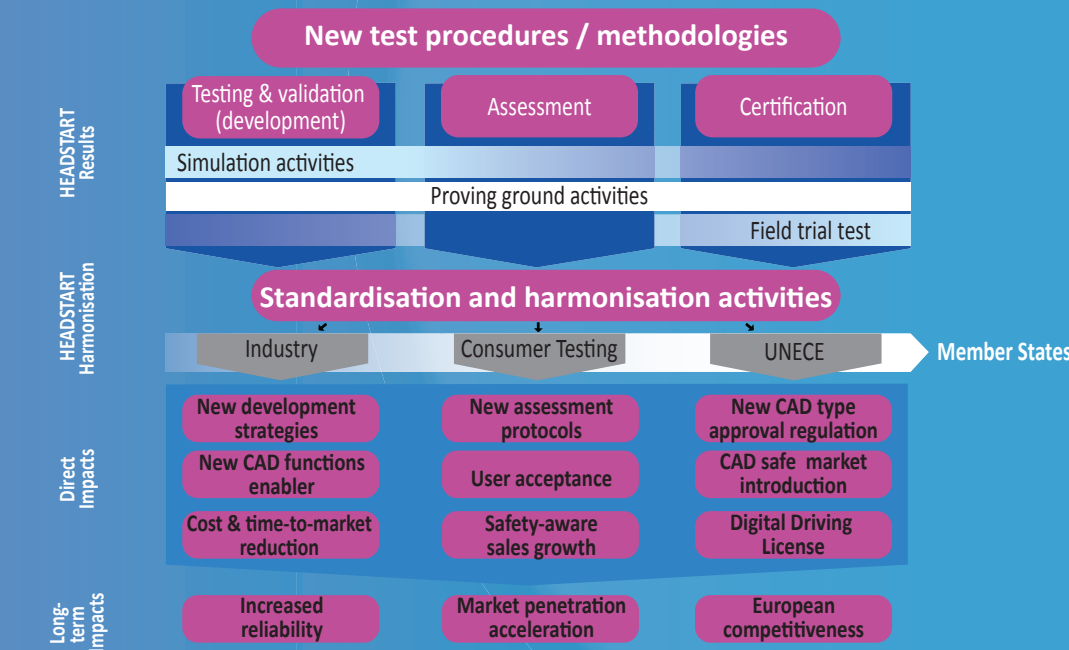 New test procedures / methodologies
HEADSTART
Results
Testing & validation
(development)
Assessment
Certification
Simulation activities
Proving ground activities
Field trial test
HEADSTART
Harmonisation
Standardisation and harmonisation activities
Industry
Consumer Testing
UNECE
Member States
Direct
Impacts
New development
strategies
New assessment
protocols
New CAD type
approval regulation
New CAD functions
enabler
User acceptance
CAD safe market
introduction
Cost & time-to-market
reduction
Safety-aware
sales growth
Digital Driving
License
Long-
term
Impacts
Increased
reliability
Market penetration
acceleration
European
competitiveness